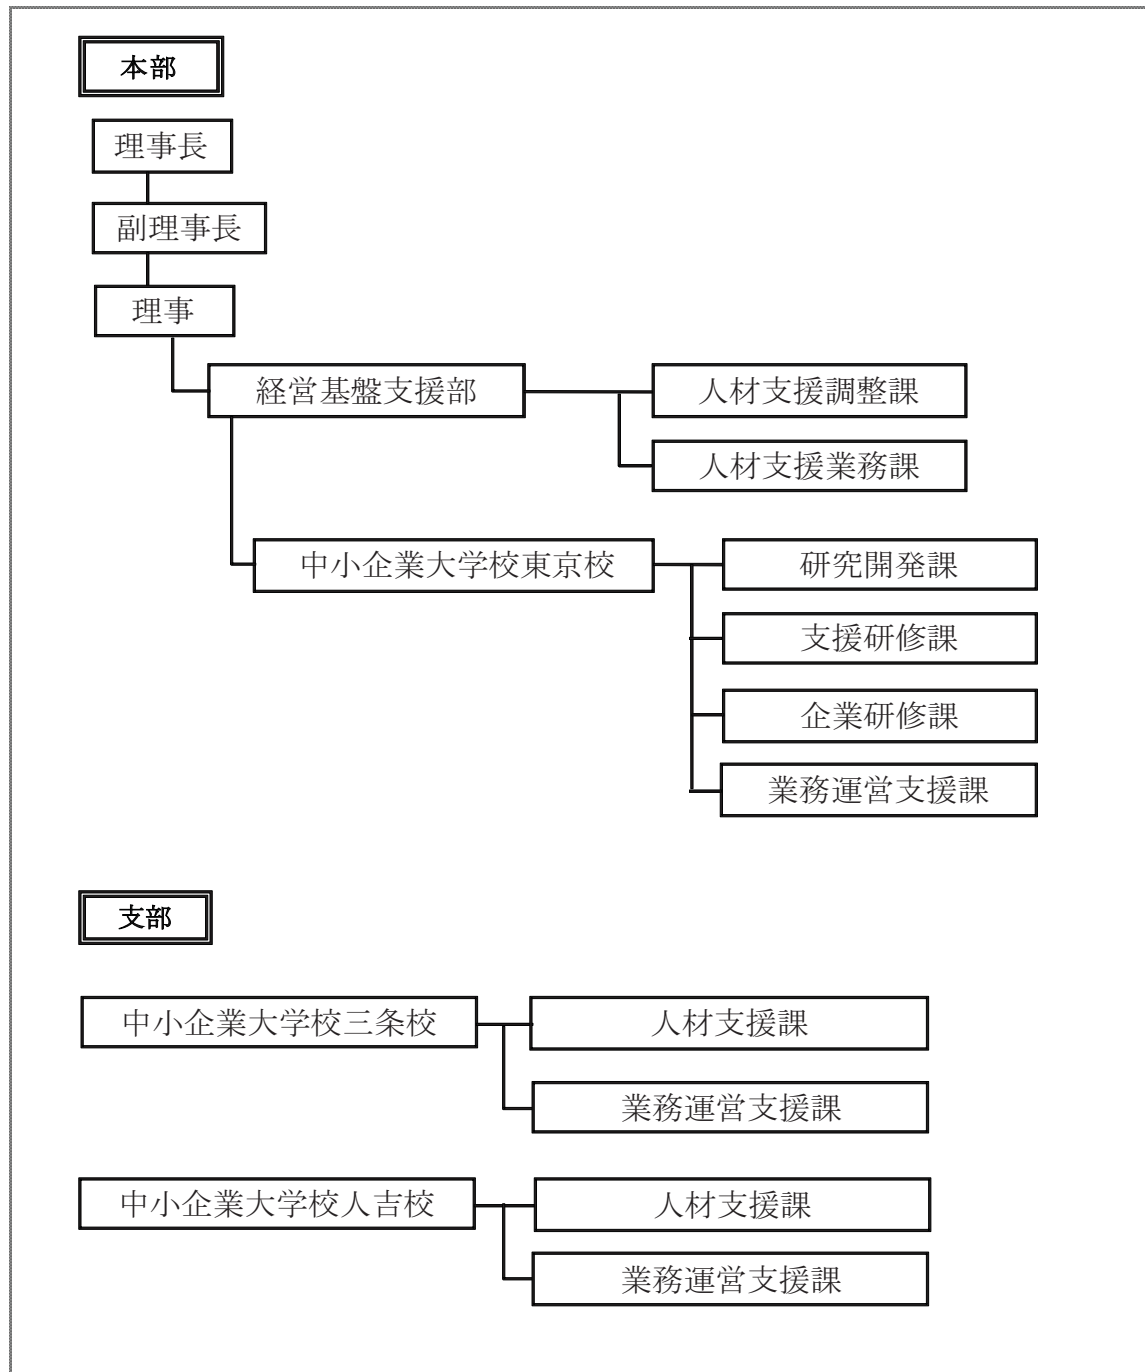 本部
理事長
副理事長
理事
経営基盤支援部
人材支援調整課
人材支援業務課
中小企業大学校東京校
研究開発課
支援研修課
企業研修課
業務運営支援課
支部
中小企業大学校三条校
人材支援課
業務運営支援課
中小企業大学校人吉校
人材支援課
業務運営支援課